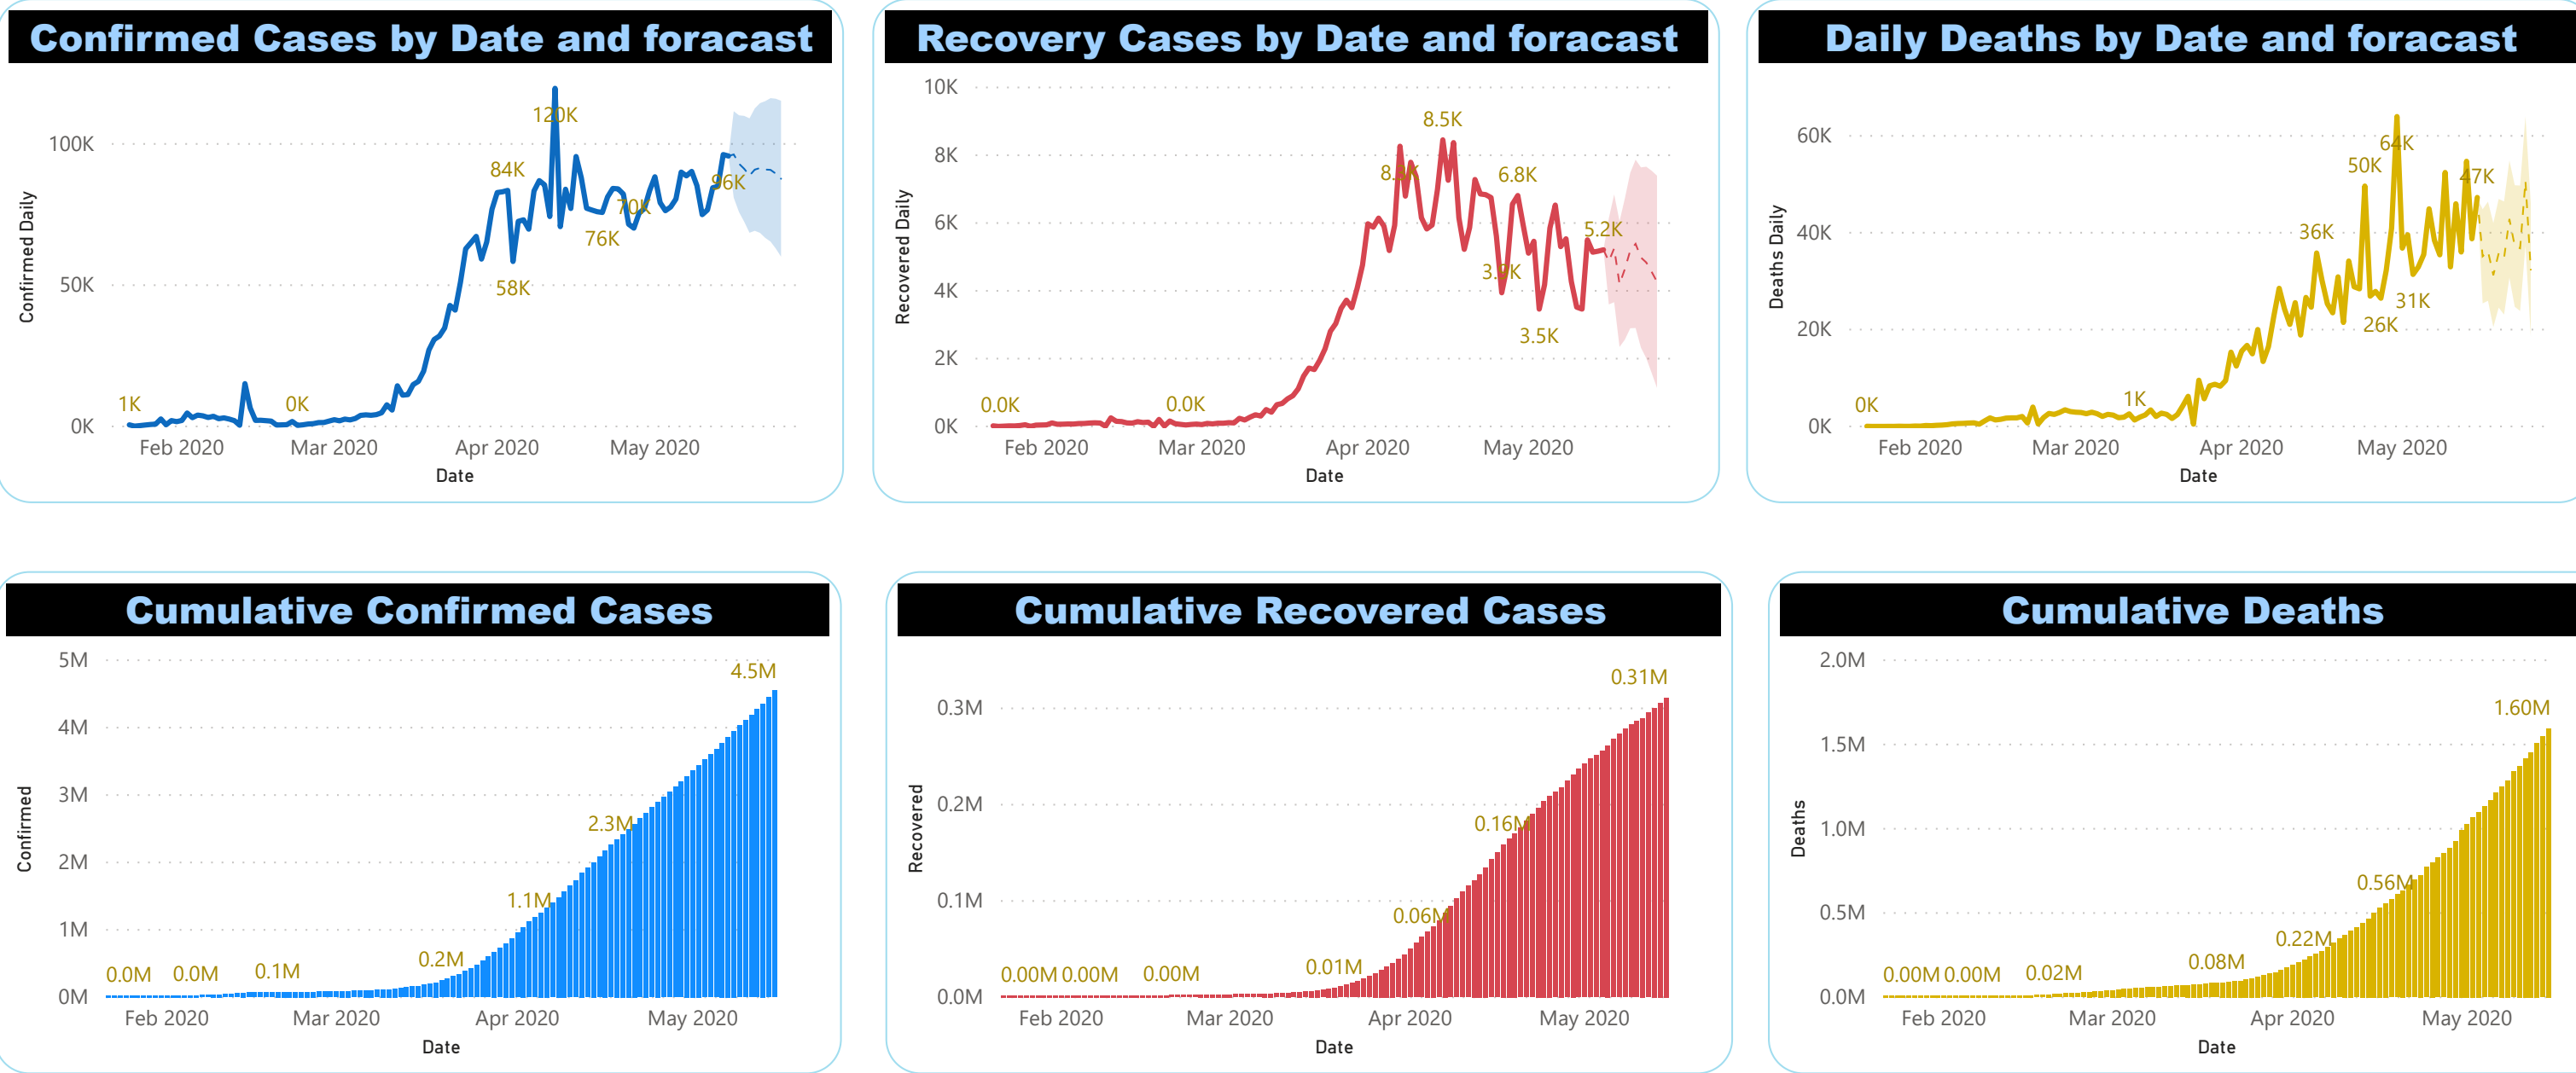 Confirmed Cases by Date and foracast
120K
100K
84K
96K
70K
76K
58K
50K
1K
0K
0K
Feb 2020 Mar 2020 Apr 2020 May 2020
Date
Confirmed Daily
Recovery Cases by Date and foracast
10K
8.5K
8K
6.8K
6K
5.2K
4K
3.5K
2K
0.0K
0.0K
0K
Feb 2020 Mar 2020 Apr 2020 May 2020
Date
Recovered Daily
Daily Deaths by Date and foracast
60K
64K
50K
47K
40K
36K
31K
26K
20K
0K
1K
0K
Feb 2020 Mar 2020 Apr 2020 May 2020
Date
Deaths Daily
Cumulative Confirmed Cases
5M
4.5M
4M
3M
2.3M
2M
1.1M
1M
0.2M
0.0M 0.0M 0.1M
0M
Feb 2020 Mar 2020 Apr 2020 May 2020
Date
Confirmed
Cumulative Recovered Cases
0.31M
0.3M
0.2M
0.16M
0.1M
0.06M
0.00M 0.00M 0.00M 0.01M
0.0M
Feb 2020 Mar 2020 Apr 2020 May 2020
Date
Recovered
Cumulative Deaths
2.0M
1.60M
1.5M
1.0M
0.56M
0.5M
0.22M
0.00M 0.00M 0.02M 0.08M
0.0M
Feb 2020 Mar 2020 Apr 2020 May 2020
Date
Deaths